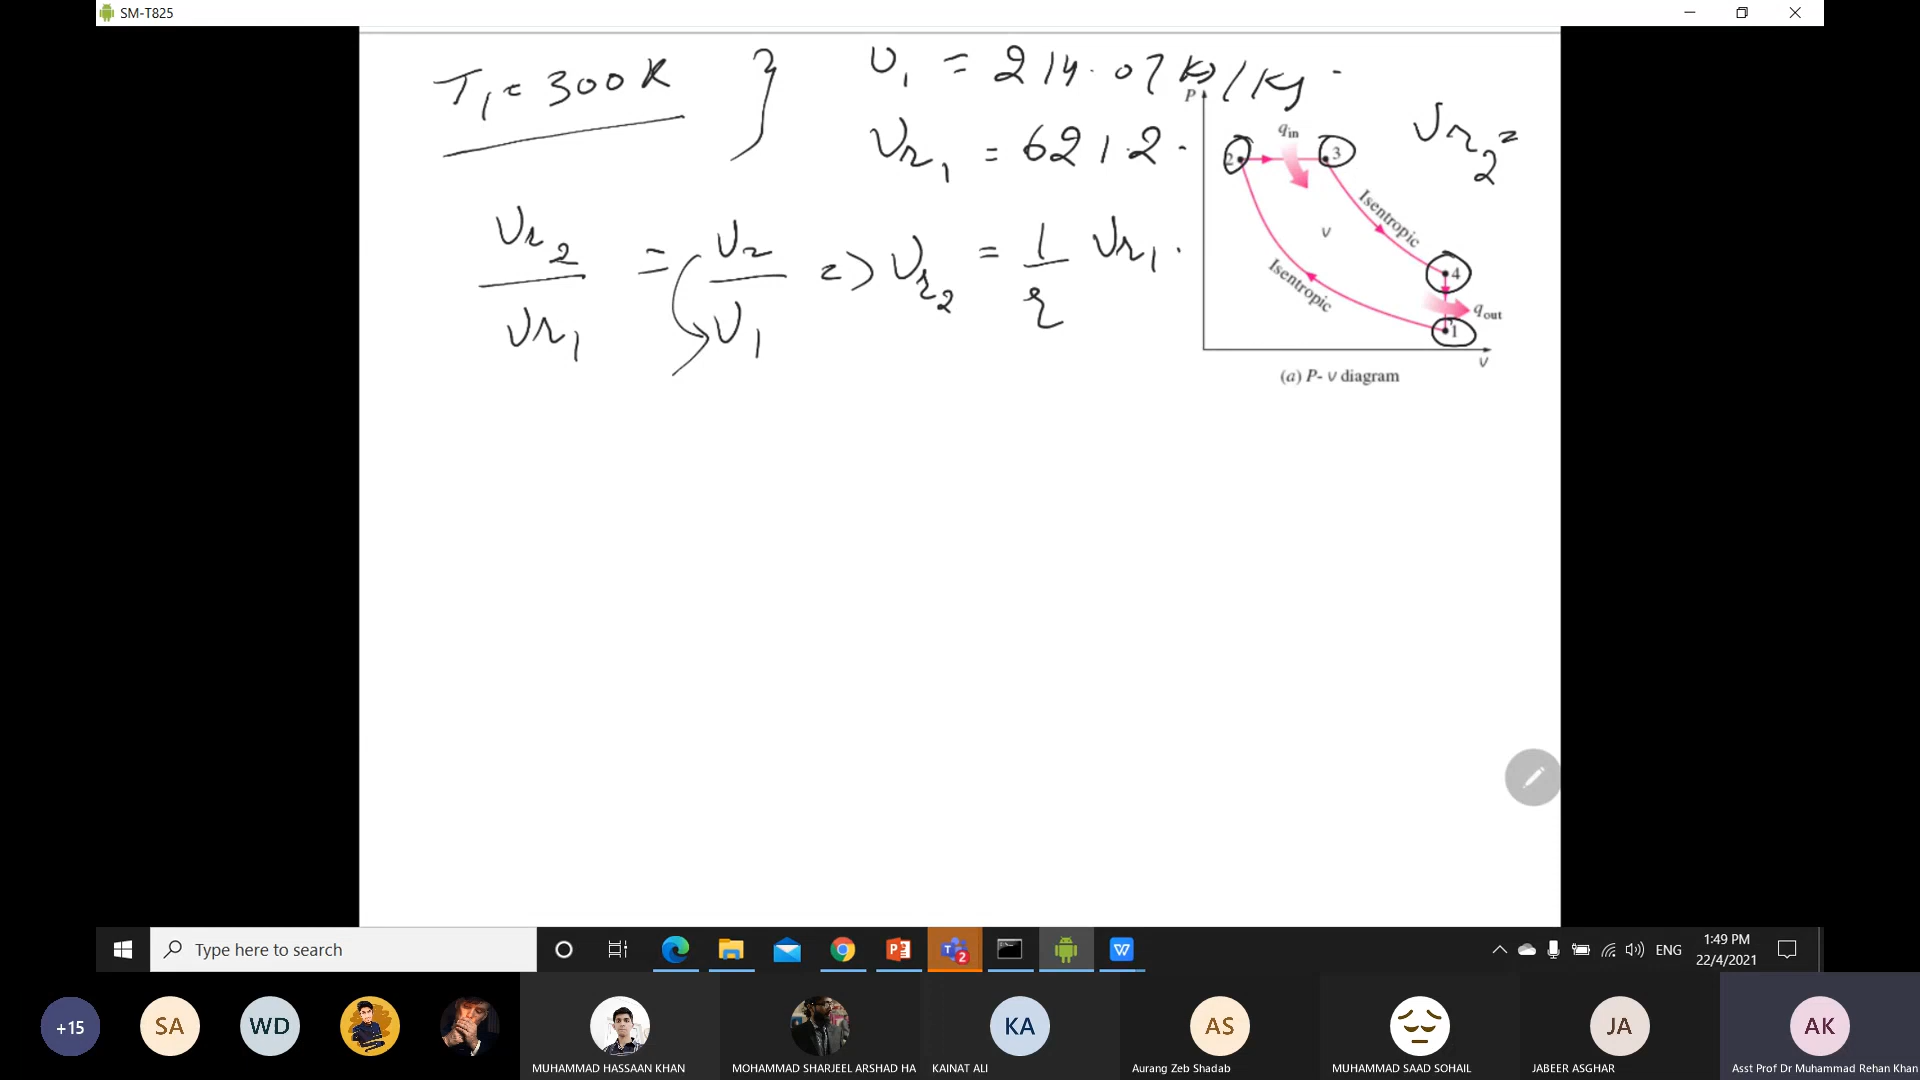 SM-T825
T1 = 300K } U1 = 214.07 kJ/kg.
Vr1 = 621.2.
Vr2 =
Vr2 / Vr1 = V2 / V1 => Vr2 = 1/r Vr1.
P
qin
2
3
Isentropic
v
Isentropic
4
qout
1
v
(a) P- v diagram
Type here to search
2
ENG
1:49 PM
22/4/2021
+15
SA
WD
KA
AS
JA
AK
MUHAMMAD HASSAAN KHAN
MOHAMMAD SHARJEEL ARSHAD HA
KAINAT ALI
Aurang Zeb Shadab
MUHAMMAD SAAD SOHAIL
JABEER ASGHAR
Asst Prof Dr Muhammad Rehan Khan